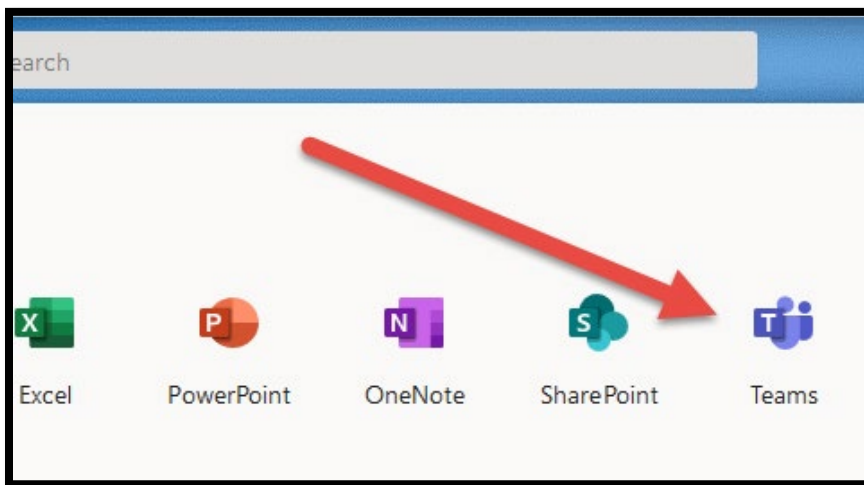 earch
X
P
N
S
T
Excel
PowerPoint
OneNote
SharePoint
Teams